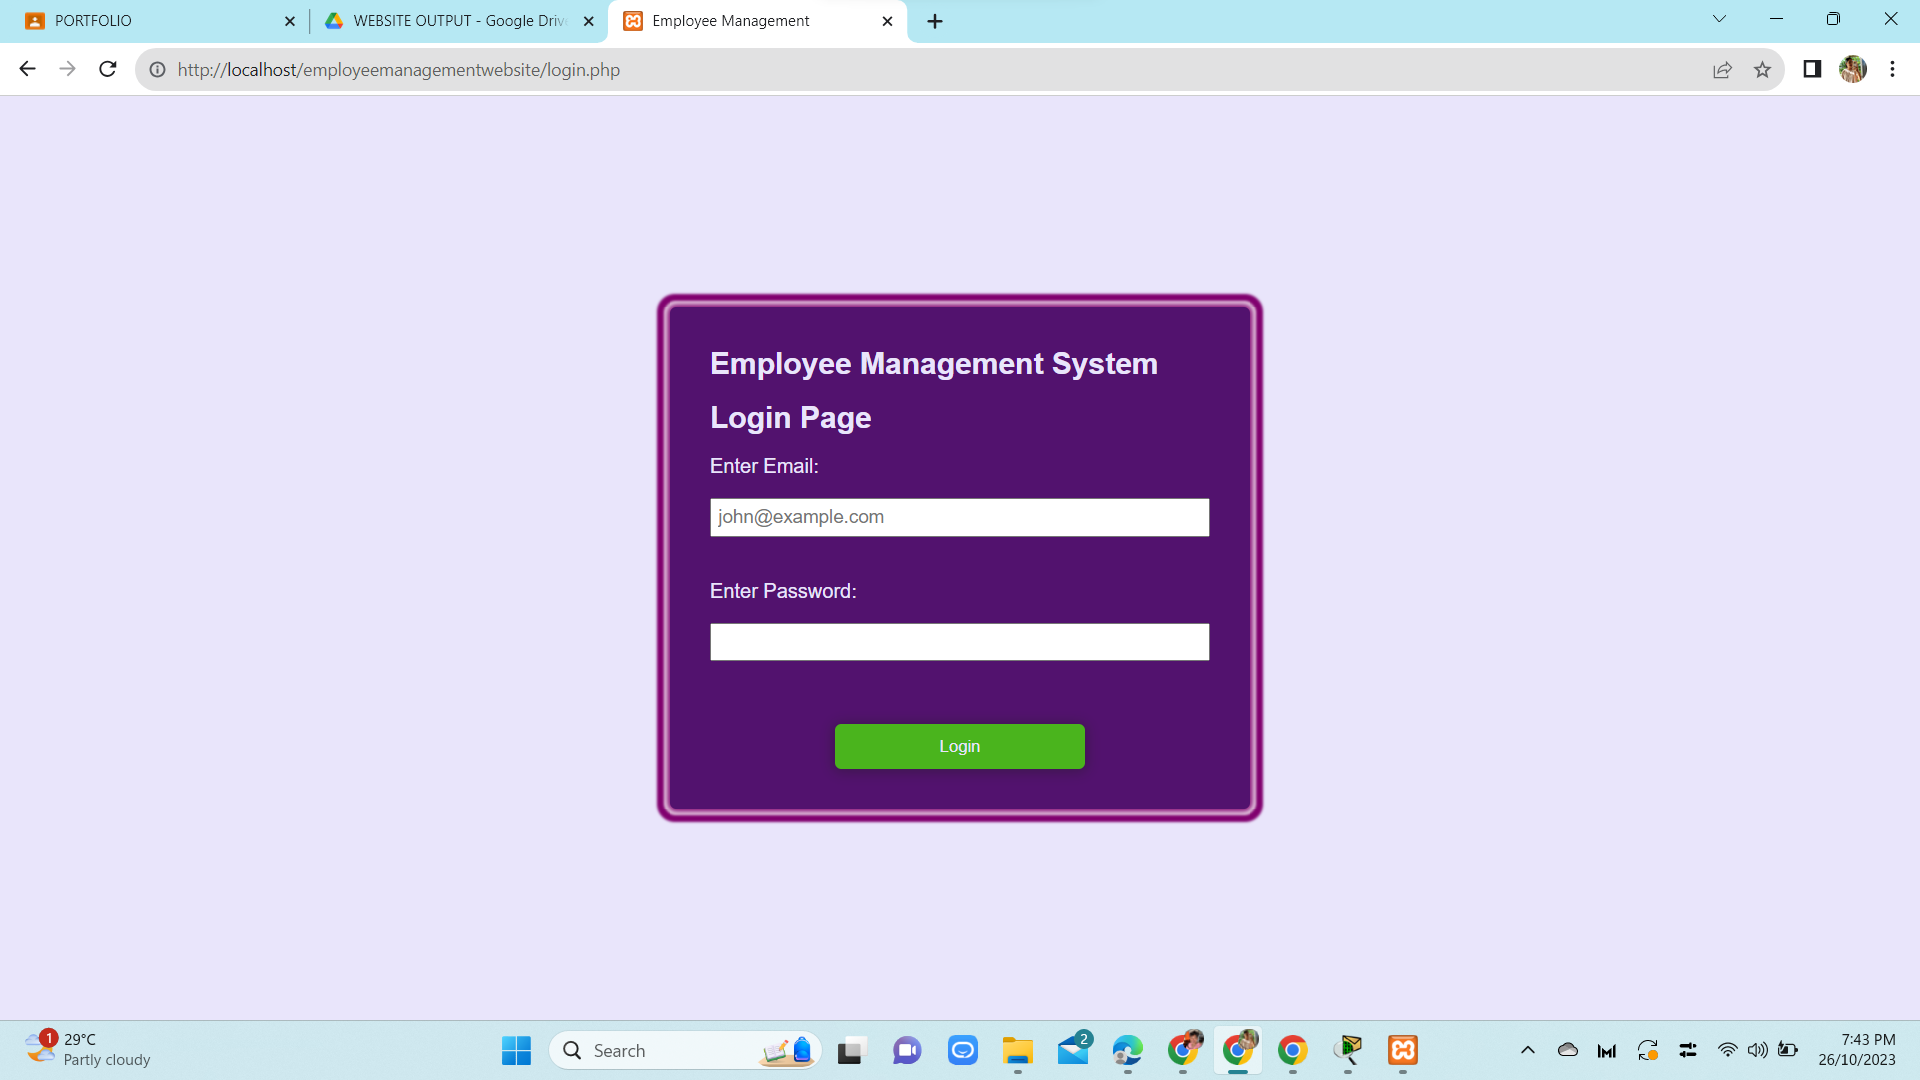 PORTFOLIO
WEBSITE OUTPUT - Google Driv
Employee Management
http://localhost/employeemanagementwebsite/login.php
Employee Management System
Login Page
Enter Email:
john@example.com
Enter Password:
Login
1
29°C
Partly cloudy
Search
2
7:43 PM
26/10/2023